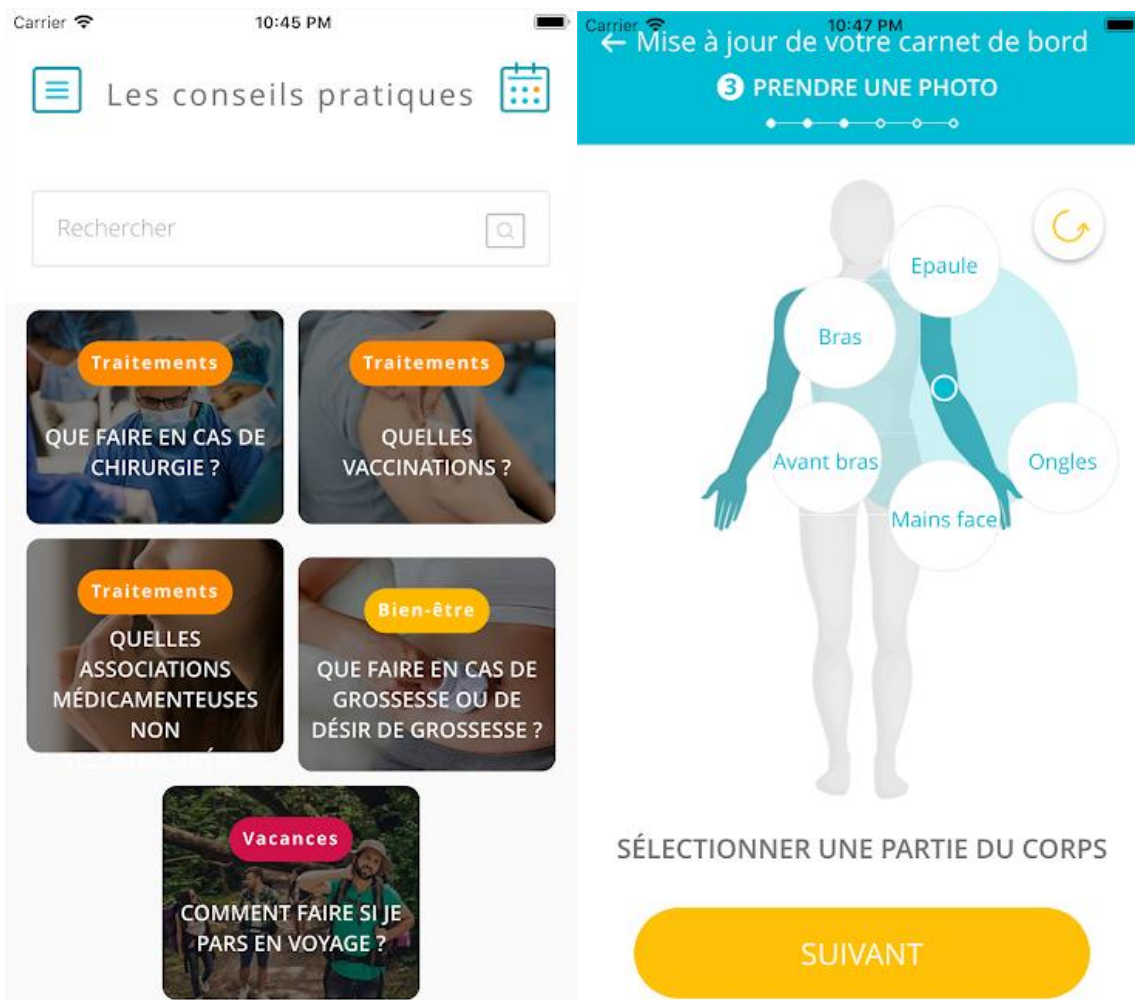 Carrier 10:45 PM
Les conseils pratiques
Rechercher
Traitements
QUE FAIRE EN CAS DE
CHIRURGIE ?
Traitements
QUELLES
VACCINATIONS ?
Traitements
QUELLES
ASSOCIATIONS
MÉDICAMENTEUSES
NON
Bien-être
QUE FAIRE EN CAS DE
GROSSESSE OU DE
DÉSIR DE GROSSESSE ?
Vacances
COMMENT FAIRE SI JE
PARS EN VOYAGE ?
Carrier 10:47 PM
Mise à jour de votre carnet de bord
3 PRENDRE UNE PHOTO
Epaule
Bras
Avant bras
Ongles
Mains face
SÉLECTIONNER UNE PARTIE DU CORPS
SUIVANT